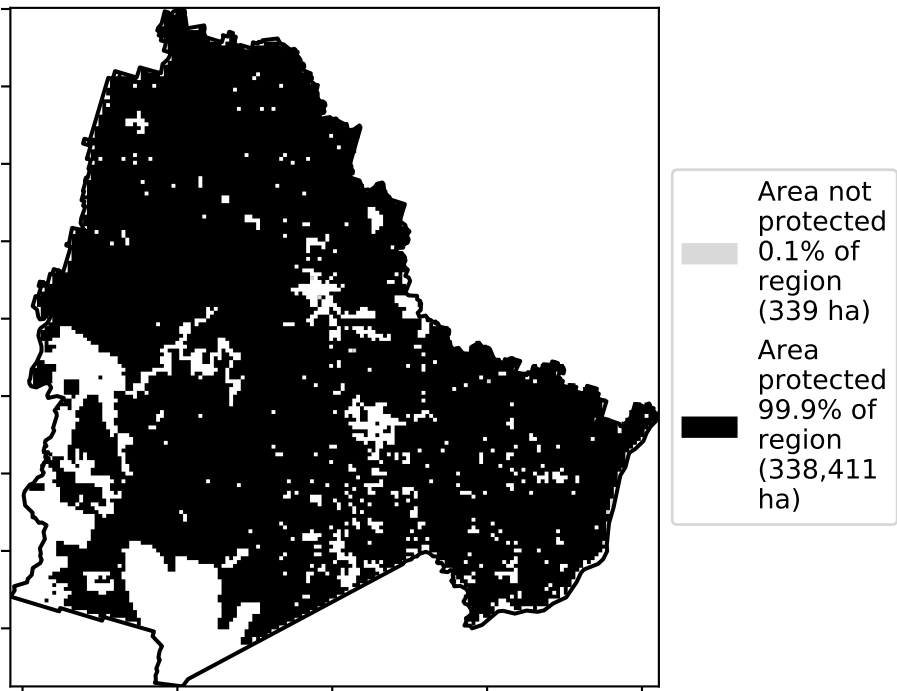 Area not
protected
0.1% of
region
(339 ha)
Area
protected
99.9% of
region
(338,411
ha)